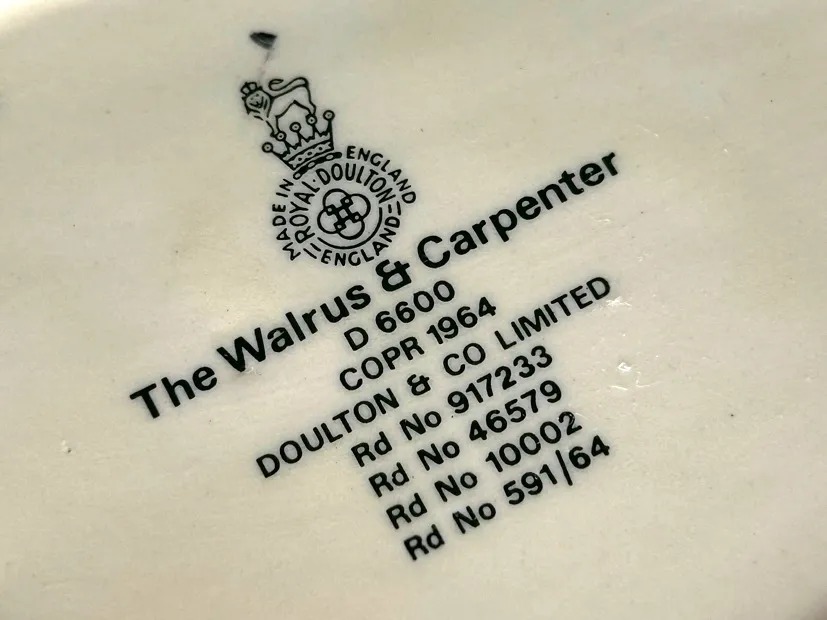 MADE IN ENGLAND
ROYAL·DOULTON
ENGLAND
The Walrus & Carpenter
D 6600
COPR 1964
DOULTON & CO LIMITED
Rd No 917233
Rd No 46579
Rd No 10002
Rd No 591/64